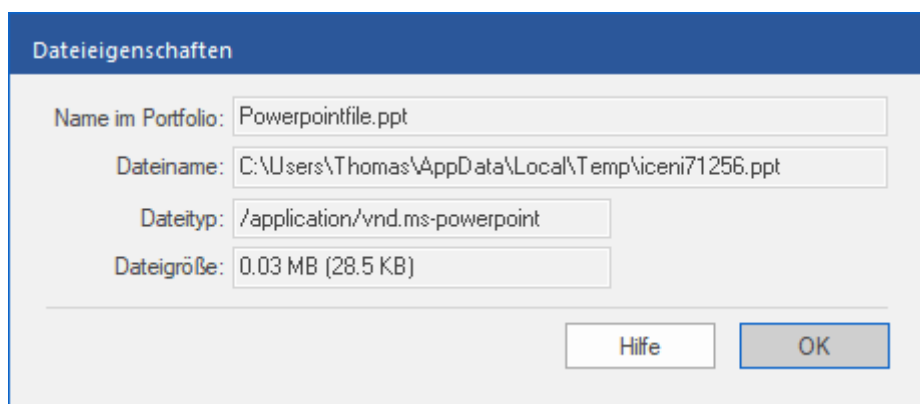 Dateieigenschaften
Name im Portfolio: Powerpointfile.ppt
Dateiname: C:\Users\Thomas\AppData\Local\Temp\iceni71256.ppt
Dateityp: /application/vnd.ms-powerpoint
Dateigröße: 0.03 MB (28.5 KB)
Hilfe OK